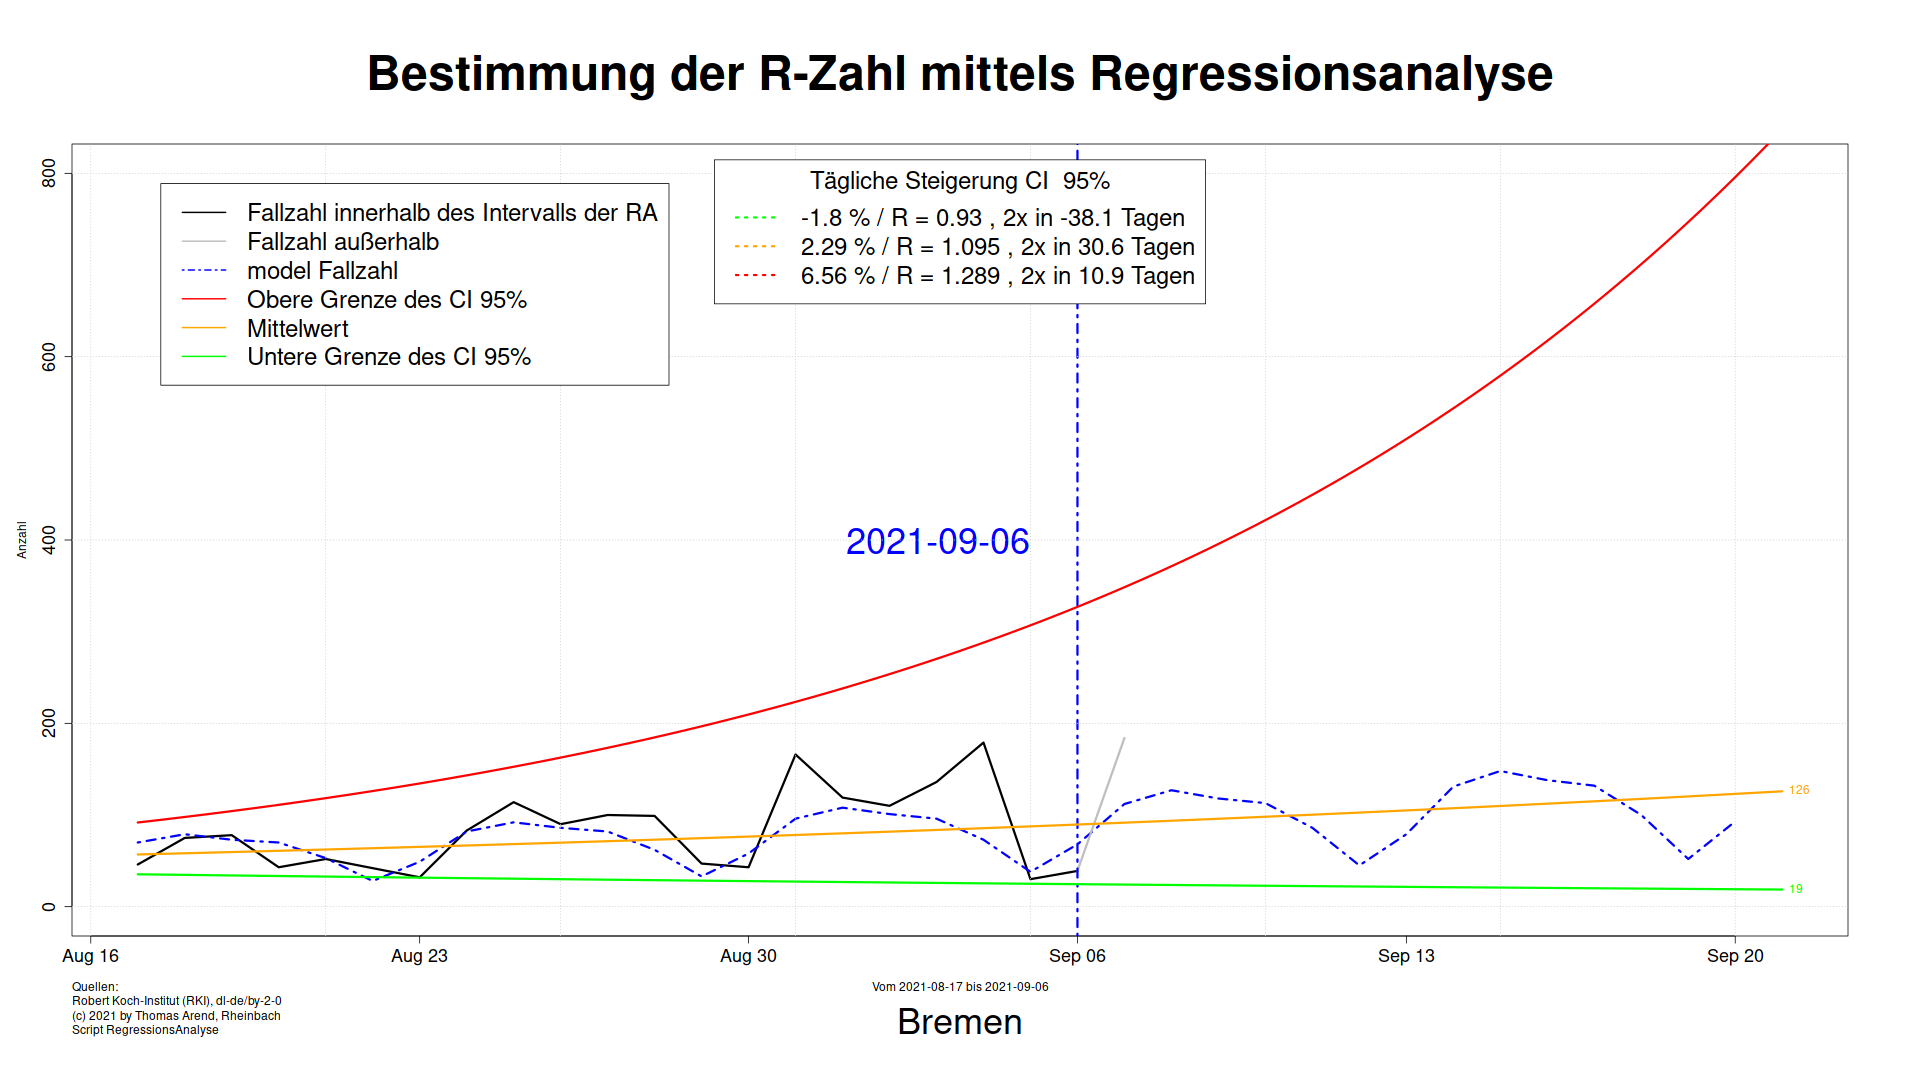 Bestimmung der R-Zahl mittels Regressionsanalyse
Fallzahl innerhalb des Intervalls der RA
Fallzahl außerhalb
model Fallzahl
Obere Grenze des CI 95%
Mittelwert
Untere Grenze des CI 95%
Tägliche Steigerung CI  95%
-1.8 % / R = 0.93 , 2x in -38.1 Tagen
2.29 % / R = 1.095 , 2x in 30.6 Tagen
6.56 % / R = 1.289 , 2x in 10.9 Tagen
800
600
400
200
0
Anzahl
2021-09-06
126
19
Aug 16
Aug 23
Aug 30
Sep 06
Sep 13
Sep 20
Quellen:
Robert Koch-Institut (RKI), dl-de/by-2-0
(c) 2021 by Thomas Arend, Rheinbach
Script RegressionsAnalyse
Vom 2021-08-17 bis 2021-09-06
Bremen